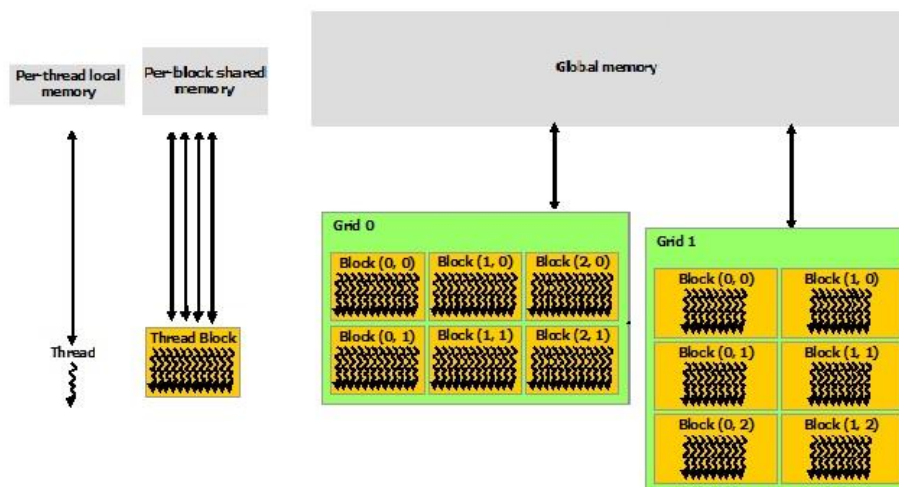 Per-thread local
memory
Per-block shared
memory
Global memory
Thread
Thread Block
Grid 0
Block (0, 0) Block (1, 0) Block (2, 0)
Block (0, 1) Block (1, 1) Block (2, 1)
Grid 1
Block (0, 0) Block (1, 0)
Block (0, 1) Block (1, 1)
Block (0, 2) Block (1, 2)